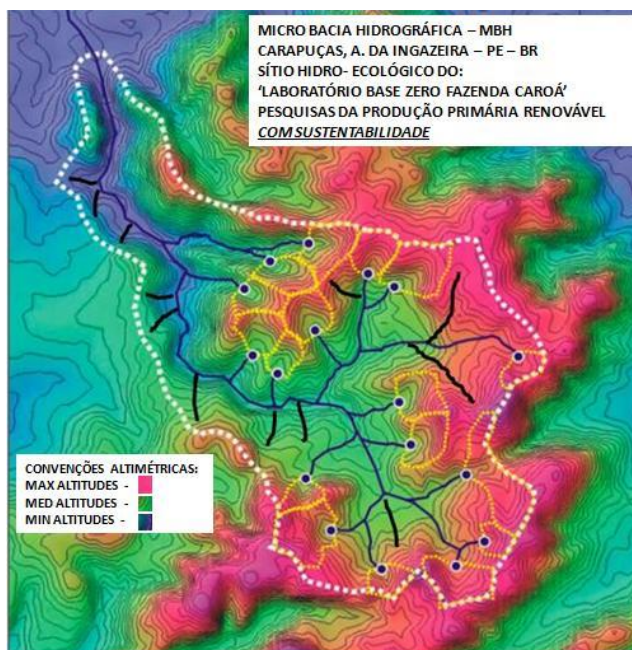 MICRO BACIA HIDROGRÁFICA – MBH
CARAPUÇAS, A. DA INGAZEIRA – PE – BR
SÍTIO HIDRO- ECOLÓGICO DO:
‘LABORATÓRIO BASE ZERO FAZENDA CAROÁ’
PESQUISAS DA PRODUÇÃO PRIMÁRIA RENOVÁVEL
COM SUSTENTABILIDADE
CONVENÇÕES ALTIMÉTRICAS:
MAX ALTITUDES -
MED ALTITUDES -
MIN ALTITUDES -